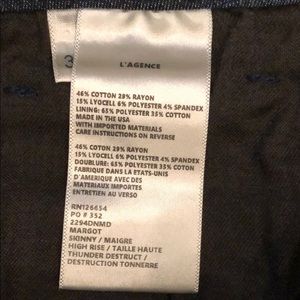 3
L'AGENCE
46% COTTON 29% RAYON
15% LYOCELL 6% POLYESTER 4% SPANDEX
LINING: 65% POLYESTER 35% COTTON
MADE IN U.S.A.
WITH IMPORTED MATERIALS
CARE INSTRUCTIONS ON REVERSE
46% COTTON 29% RAYON
15% LYOCELL 6% POLYESTER 4% SPANDEX
DOUBLURE: 65% POLYESTER 35% COTON
FABRIQUE DANS LA ETATS-UNIS
D'AMERIQUE AVEC DES
MATERIAUX IMPORTES
ENTRETIEN AU VERSO
RN126654
PO # 352
2294DNMD
MARGOT
SKINNY / MAIGRE
HIGH RISE / TAILLE HAUTE
THUNDER DESTRUCT /
DESTRUCTION TONNERRE